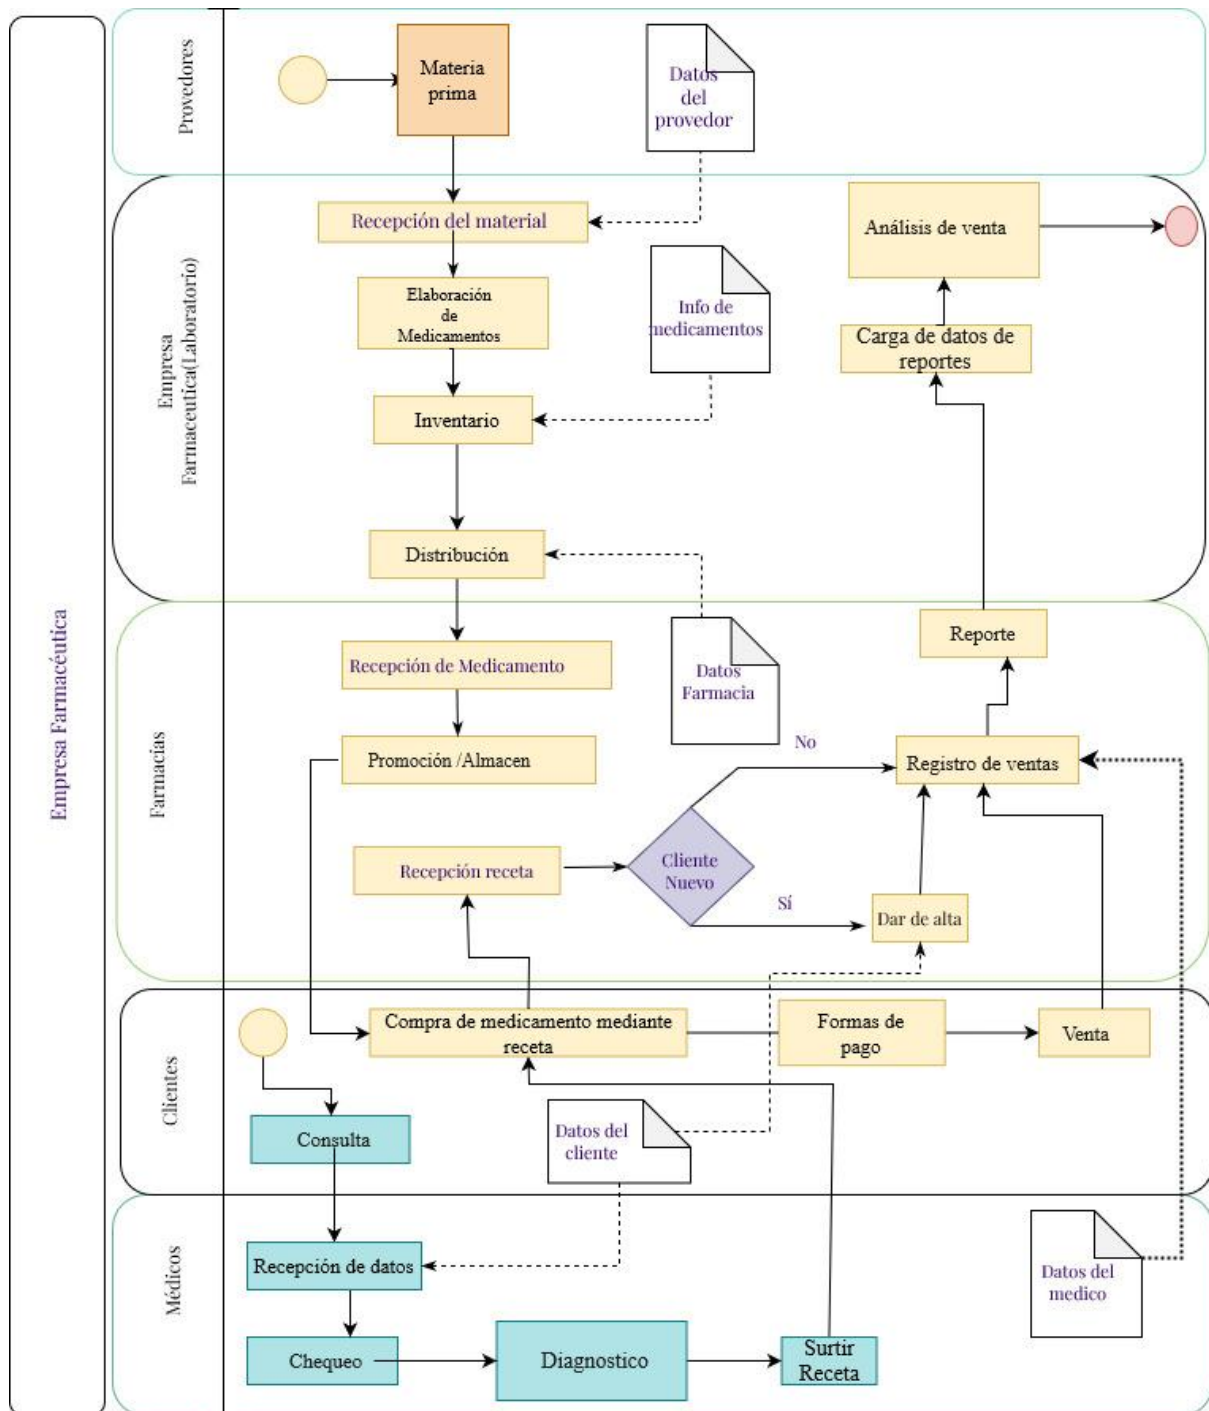 Empresa Farmacéutica
Provedores
Materia
prima
Datos
del
provedor
Empresa
Farmaceutica(Laboratorio)
Recepción del material
Análisis de venta
Elaboración
de
Medicamentos
Info de
medicamentos
Carga de datos de
reportes
Inventario
Distribución
Farmacias
Reporte
Recepción de Medicamento
Datos
Farmacia
Promoción /Almacen
No
Registro de ventas
Recepción receta
Cliente
Nuevo
Sí
Dar de alta
Clientes
Compra de medicamento mediante
receta
Formas de
pago
Venta
Consulta
Datos del
cliente
Médicos
Recepción de datos
Datos del
medico
Chequeo
Diagnostico
Surtir
Receta